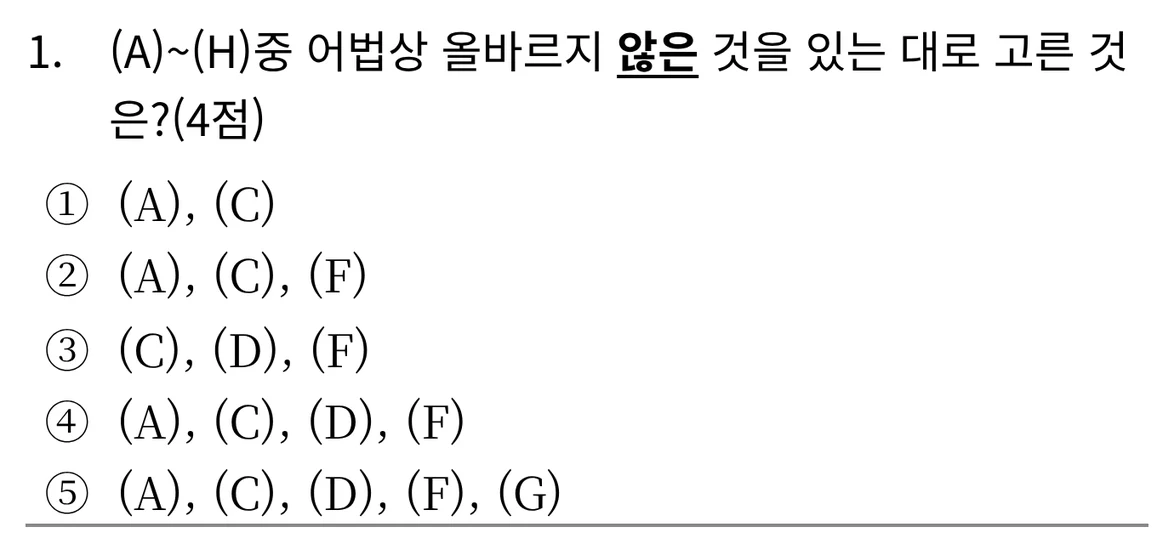 1. (A)~(H)중 어법상 올바르지 않은 것을 있는 대로 고른 것
은?(4점)
① (A), (C)
② (A), (C), (F)
③ (C), (D), (F)
④ (A), (C), (D), (F)
⑤ (A), (C), (D), (F), (G)